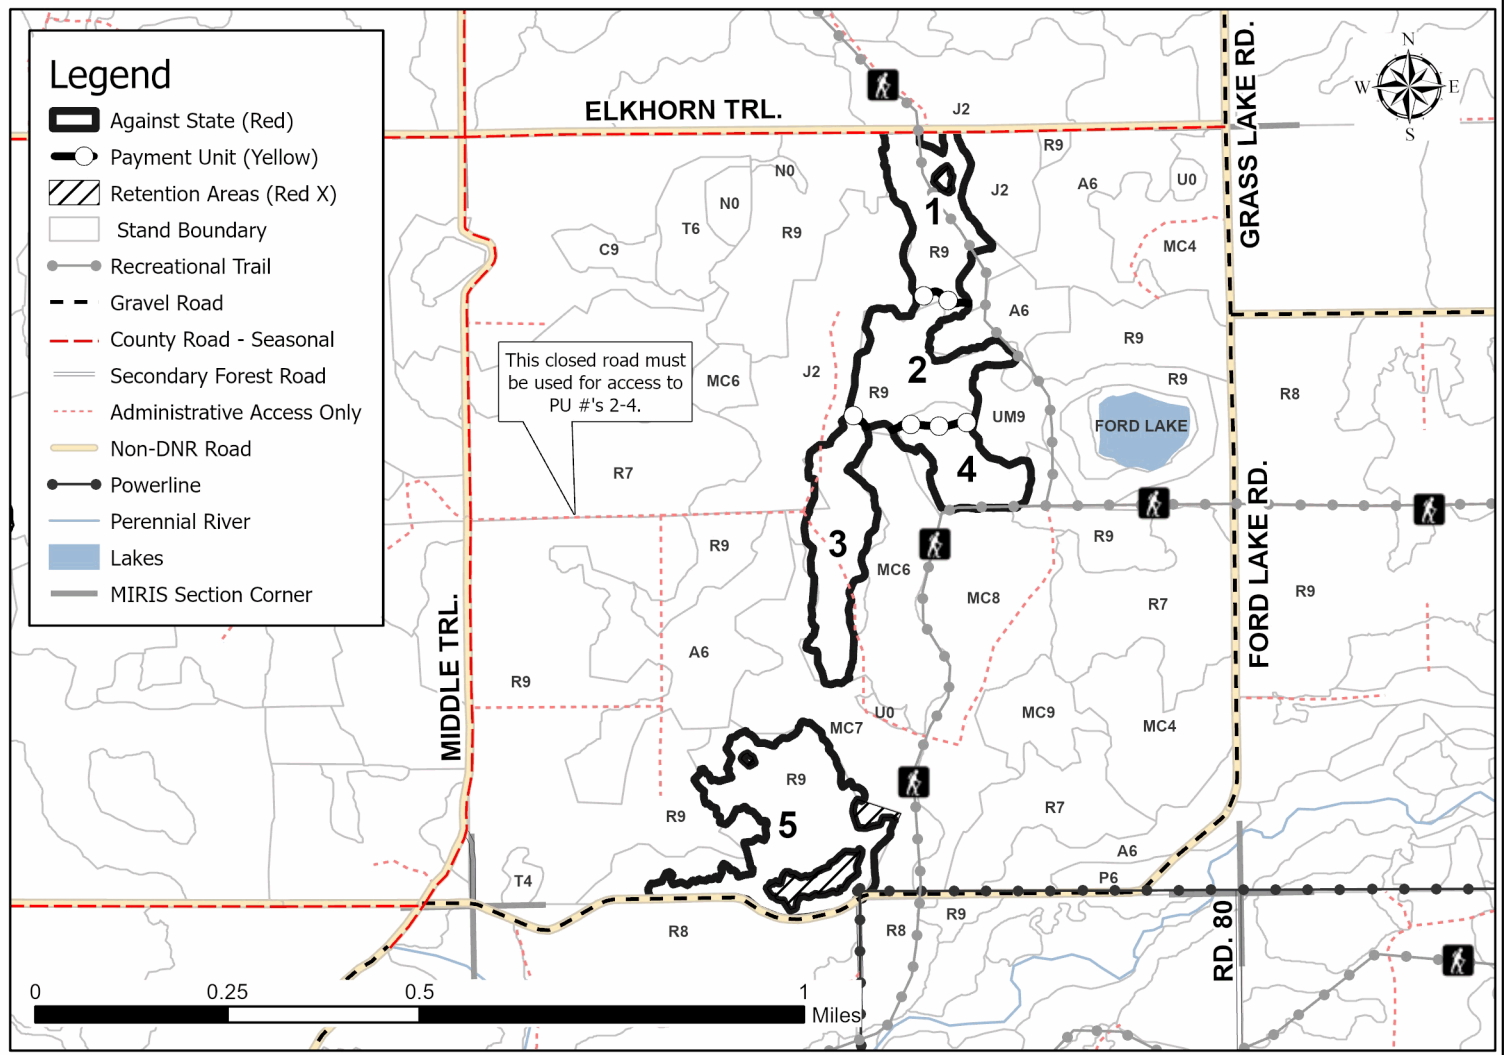 Legend
Against State (Red)
Payment Unit (Yellow)
Retention Areas (Red X)
Stand Boundary
Recreational Trail
Gravel Road
County Road - Seasonal
Secondary Forest Road
Administrative Access Only
Non-DNR Road
Powerline
Perennial River
Lakes
MIRIS Section Corner
ELKHORN TRL.
J2
GRASS LAKE RD.
N
W E
S
R9
N0
N0
J2
A6
U0
T6
R9
1
C9
R9
MC4
A6
R9
This closed road must
be used for access to
PU #'s 2-4.
MC6
J2
2
R9
R9
R8
UM9
FORD LAKE
R7
4
FORD LAKE RD.
R9
3
R9
MC6
MC8
R7
R9
MIDDLE TRL.
A6
R9
U0
MC7
MC9
MC4
R9
R9
5
R7
A6
P6
T4
R8
R8
R9
RD. 80
0 0.25 0.5 1
Miles